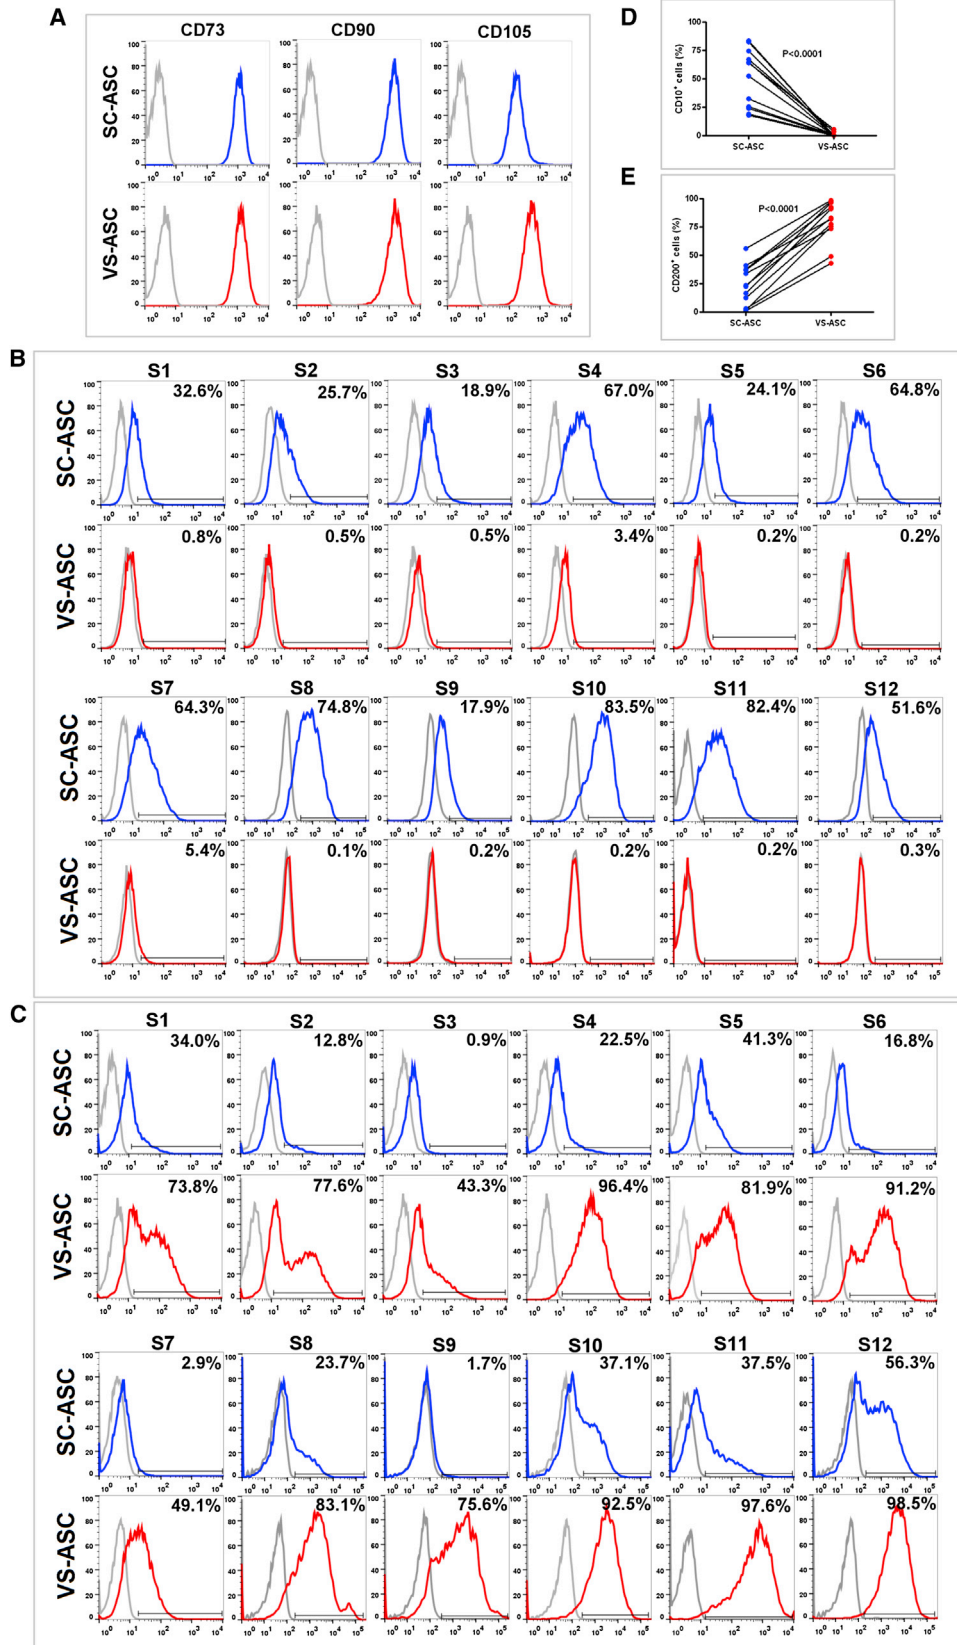 A
CD73 CD90 CD105
SC-ASC
VS-ASC
D
CD10⁺ cells (%)
P<0.0001
SC-ASC VS-ASC
E
CD200⁺ cells (%)
P<0.0001
SC-ASC VS-ASC
B
S1 S2 S3 S4 S5 S6
SC-ASC
32.6% 25.7% 18.9% 67.0% 24.1% 64.8%
VS-ASC
0.8% 0.5% 0.5% 3.4% 0.2% 0.2%
S7 S8 S9 S10 S11 S12
SC-ASC
64.3% 74.8% 17.9% 83.5% 82.4% 51.6%
VS-ASC
5.4% 0.1% 0.2% 0.2% 0.2% 0.3%
C
S1 S2 S3 S4 S5 S6
SC-ASC
34.0% 12.8% 0.9% 22.5% 41.3% 16.8%
VS-ASC
73.8% 77.6% 43.3% 96.4% 81.9% 91.2%
S7 S8 S9 S10 S11 S12
SC-ASC
2.9% 23.7% 1.7% 37.1% 37.5% 56.3%
VS-ASC
49.1% 83.1% 75.6% 92.5% 97.6% 98.5%